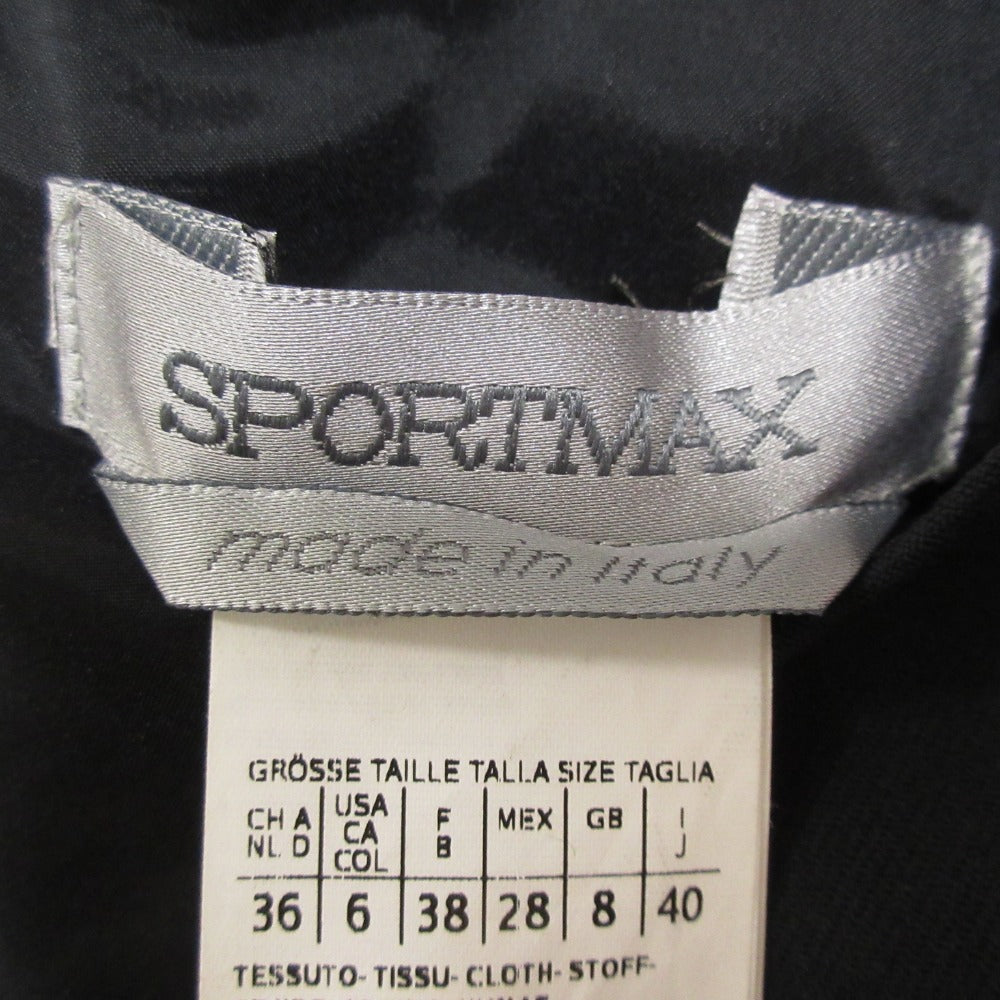 SPORTMAX
made in italy
GRÖSSE TAILLE TALLA SIZE TAGLIA
CH A NL D USA CA COL F B MEX GB I J
36 6 38 28 8 40
TESSUTO-TISSU-CLOTH-STOFF-